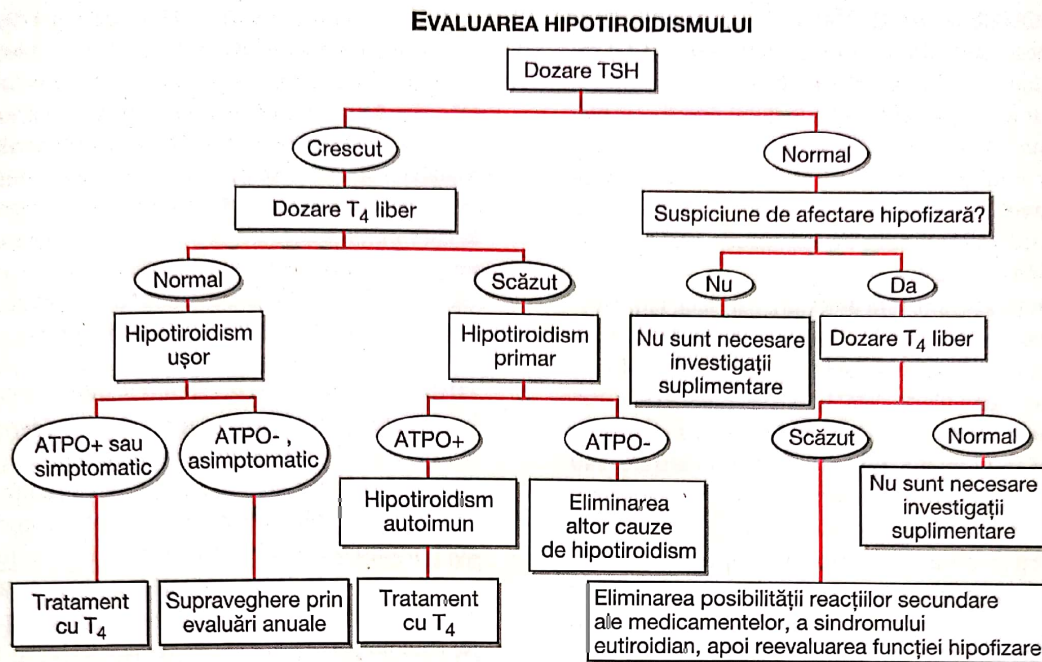 EVALUAREA HIPOTIROIDISMULUI
Dozare TSH
Crescut
Normal
Dozare T4 liber
Suspiciune de afectare hipofizară?
Normal
Scăzut
Nu
Da
Hipotiroidism
ușor
Hipotiroidism
primar
Nu sunt necesare
investigații
suplimentare
Dozare T4 liber
ATPO+ sau
simptomatic
ATPO- ,
asimptomatic
ATPO+
ATPO-
Scăzut
Normal
Hipotiroidism
autoimun
Eliminarea
altor cauze
de hipotiroidism
Nu sunt necesare
investigații
suplimentare
Tratament
cu T4
Supraveghere prin
evaluări anuale
Tratament
cu T4
Eliminarea posibilității reacțiilor secundare
ale medicamentelor, a sindromului
eutiroidian, apoi reevaluarea funcției hipofizare